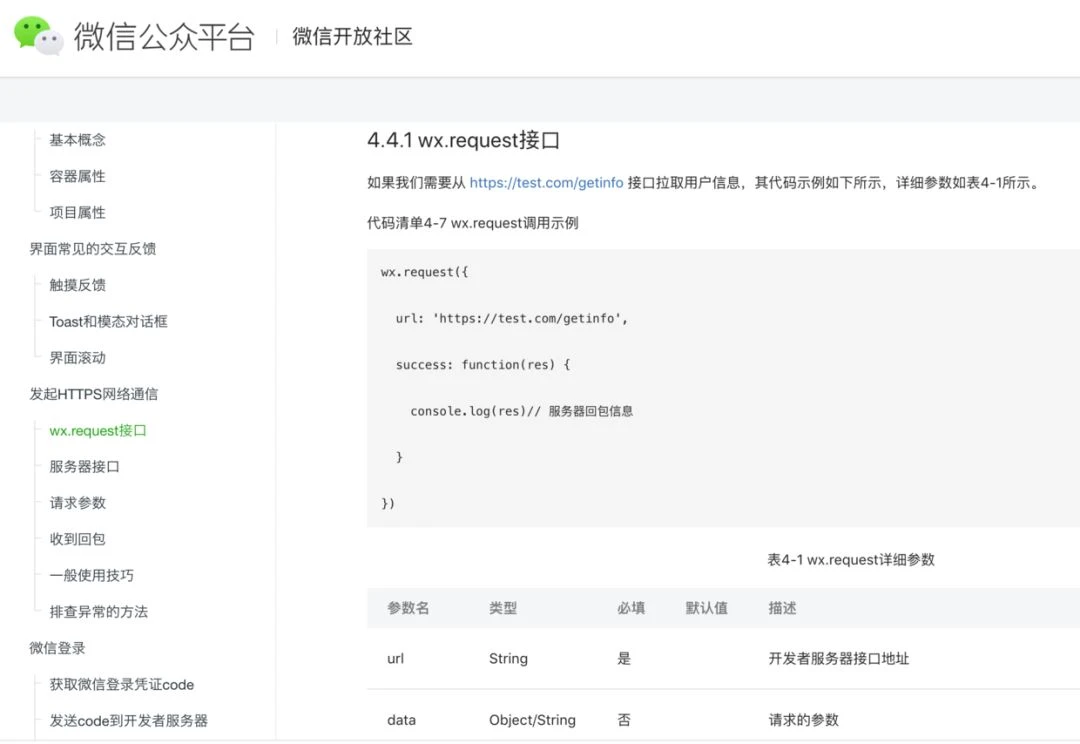 微信公众平台 | 微信开放社区
基本概念
容器属性
项目属性
界面常见的交互反馈
触摸反馈
Toast和模态对话框
界面滚动
发起HTTPS网络通信
wx.request接口
服务器接口
请求参数
收到回包
一般使用技巧
排查异常的方法
微信登录
获取微信登录凭证code
发送code到开发者服务器
4.4.1 wx.request接口
如果我们需要从 https://test.com/getinfo 接口拉取用户信息，其代码示例如下所示，详细参数如表4-1所示。
代码清单4-7 wx.request调用示例
wx.request({
url: 'https://test.com/getinfo',
success: function(res) {
console.log(res)// 服务器回包信息
}
})
表4-1 wx.request详细参数
参数名 类型 必填 默认值 描述
url String 是 开发者服务器接口地址
data Object/String 否 请求的参数